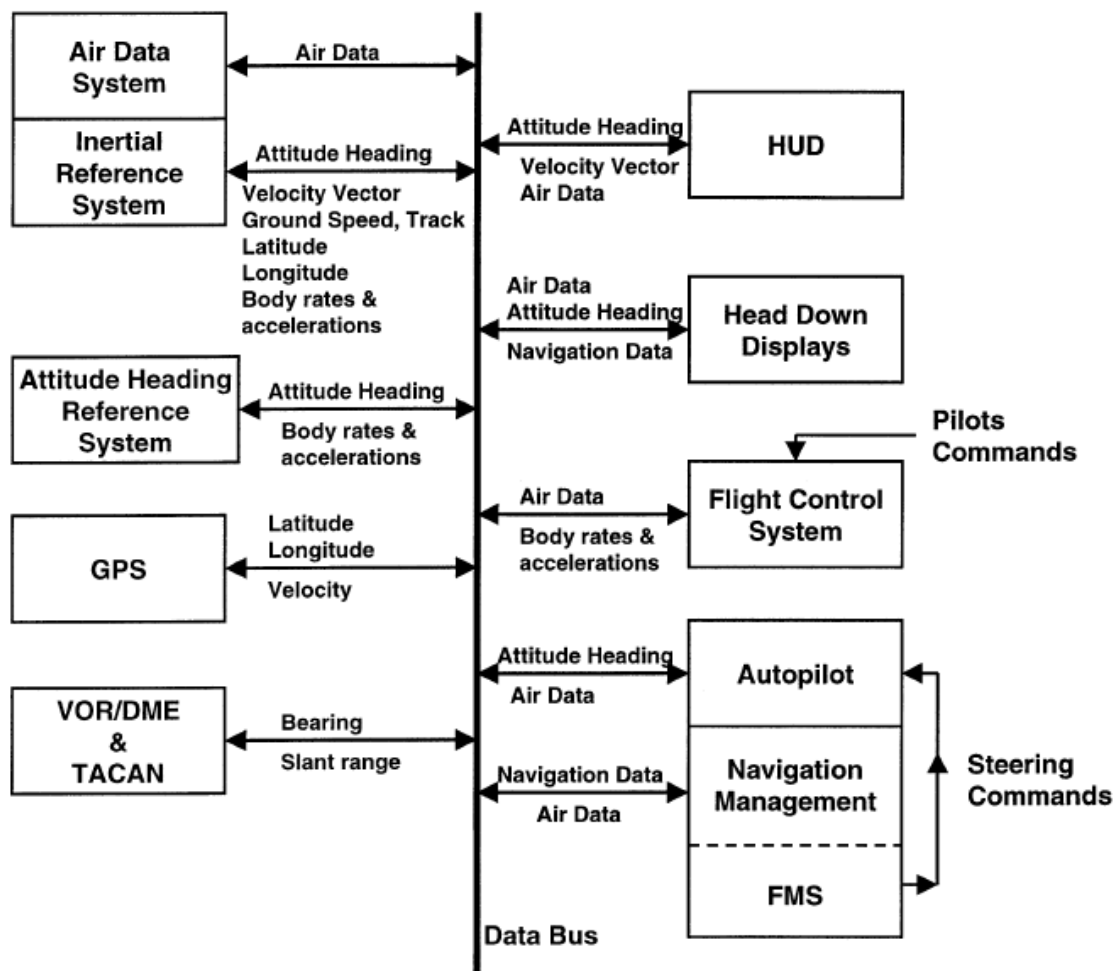 Air Data
System
Air Data
Inertial
Reference
System
Attitude Heading
Velocity Vector
Ground Speed, Track
Latitude
Longitude
Body rates &
accelerations
Attitude Heading
Reference
System
Attitude Heading
Body rates &
accelerations
GPS
Latitude
Longitude
Velocity
VOR/DME
&
TACAN
Bearing
Slant range
Attitude Heading
Velocity Vector
Air Data
HUD
Air Data
Attitude Heading
Navigation Data
Head Down
Displays
Pilots
Commands
Air Data
Body rates &
accelerations
Flight Control
System
Attitude Heading
Air Data
Autopilot
Navigation Data
Air Data
Navigation
Management
FMS
Steering
Commands
Data Bus